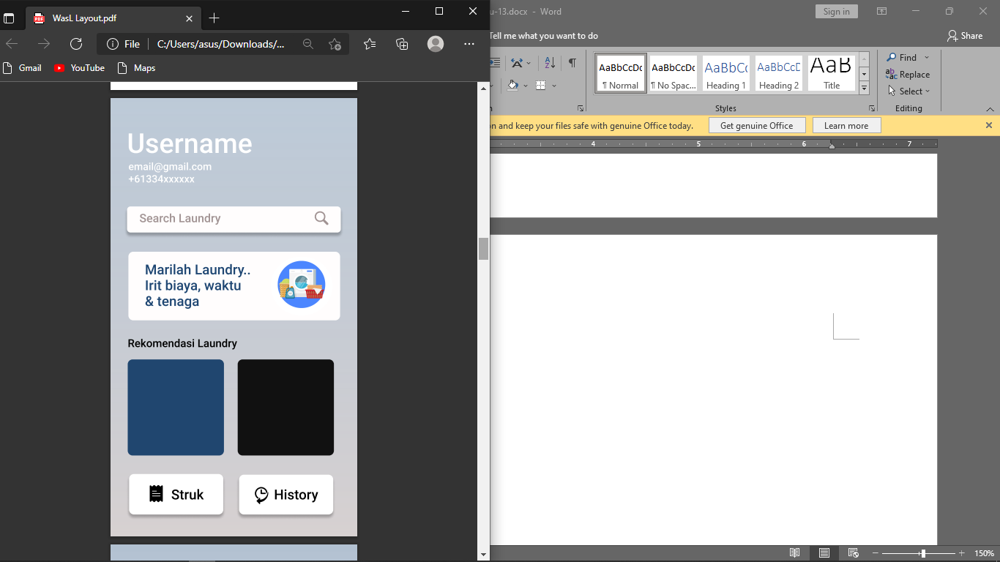 WasL Layout.pdf
File
C:/Users/asus/Downloads/...
Gmail
YouTube
Maps
Username
email@gmail.com
+61334xxxxxx
Search Laundry
Marilah Laundry..
Irit biaya, waktu
& tenaga
Rekomendasi Laundry
Struk
History
u-13.docx - Word
Sign in
Tell me what you want to do
Share
AaBbCcDc
¶ Normal
AaBbCcDc
¶ No Spac...
AaBbCc
Heading 1
AaBbCcE
Heading 2
AaB
Title
Find
Replace
Select
Styles
Editing
on and keep your files safe with genuine Office today.
Get genuine Office
Learn more
4 5 6 7
150%